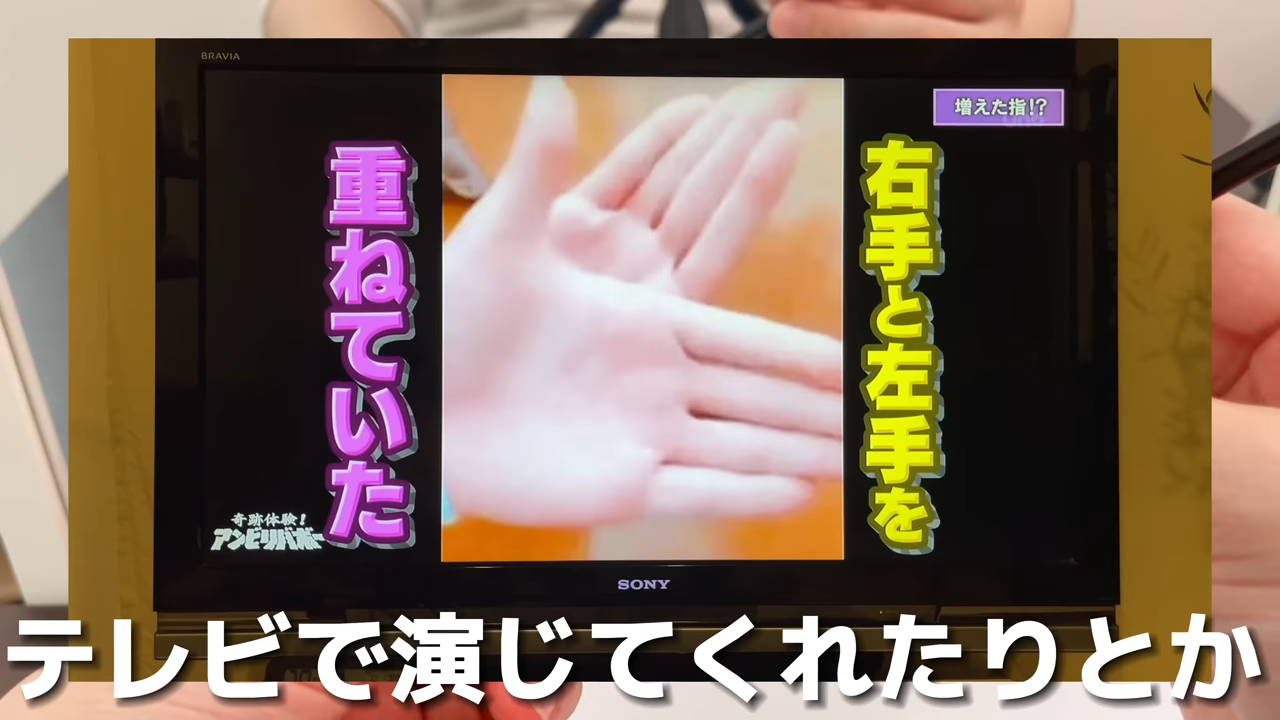 BRAVIA
増えた指!?
右手と左手を
重ねていた
奇跡体験!
アンビリバボー
SONY
テレビで演じてくれたりとか